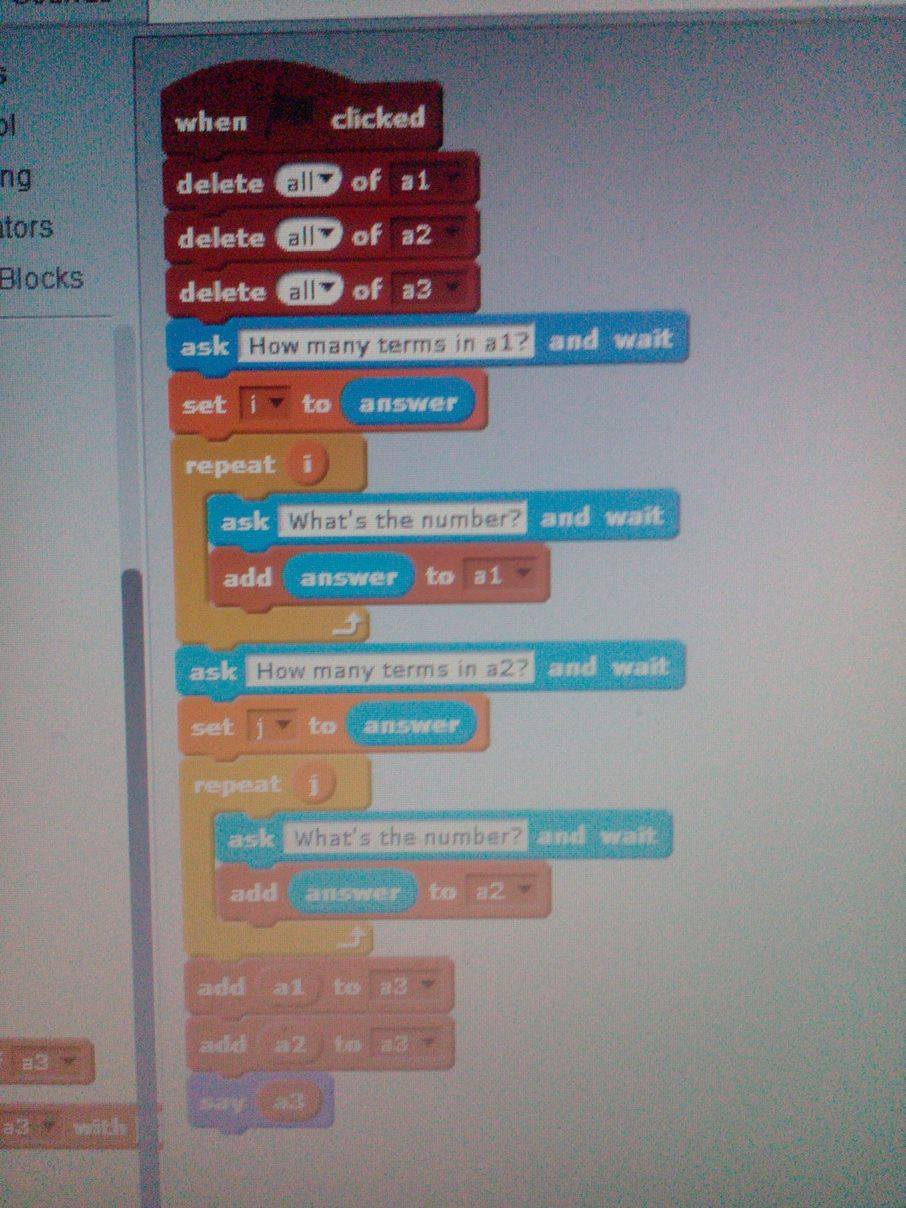 s
ol
ng
ators
Blocks
when clicked
delete all of a1
delete all of a2
delete all of a3
ask How many terms in a1? and wait
set i to answer
repeat i
ask What's the number? and wait
add answer to a1
ask How many terms in a2? and wait
set j to answer
repeat j
ask What's the number? and wait
add answer to a2
add a1 to a3
add a2 to a3
say a3
a3
a3 with